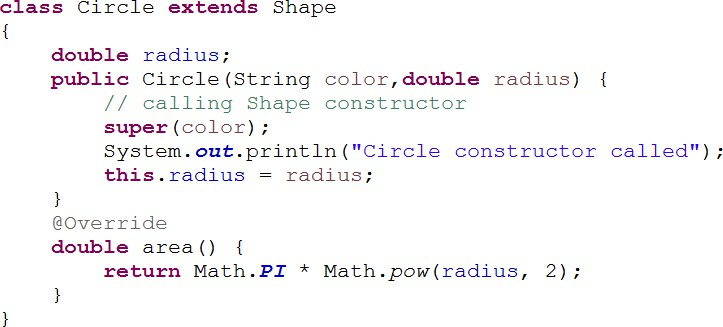 class Circle extends Shape
{
    double radius;
    public Circle(String color,double radius) {
        // calling Shape constructor
        super(color);
        System.out.println("Circle constructor called");
        this.radius = radius;
    }
    @Override
    double area() {
        return Math.PI * Math.pow(radius, 2);
    }
}